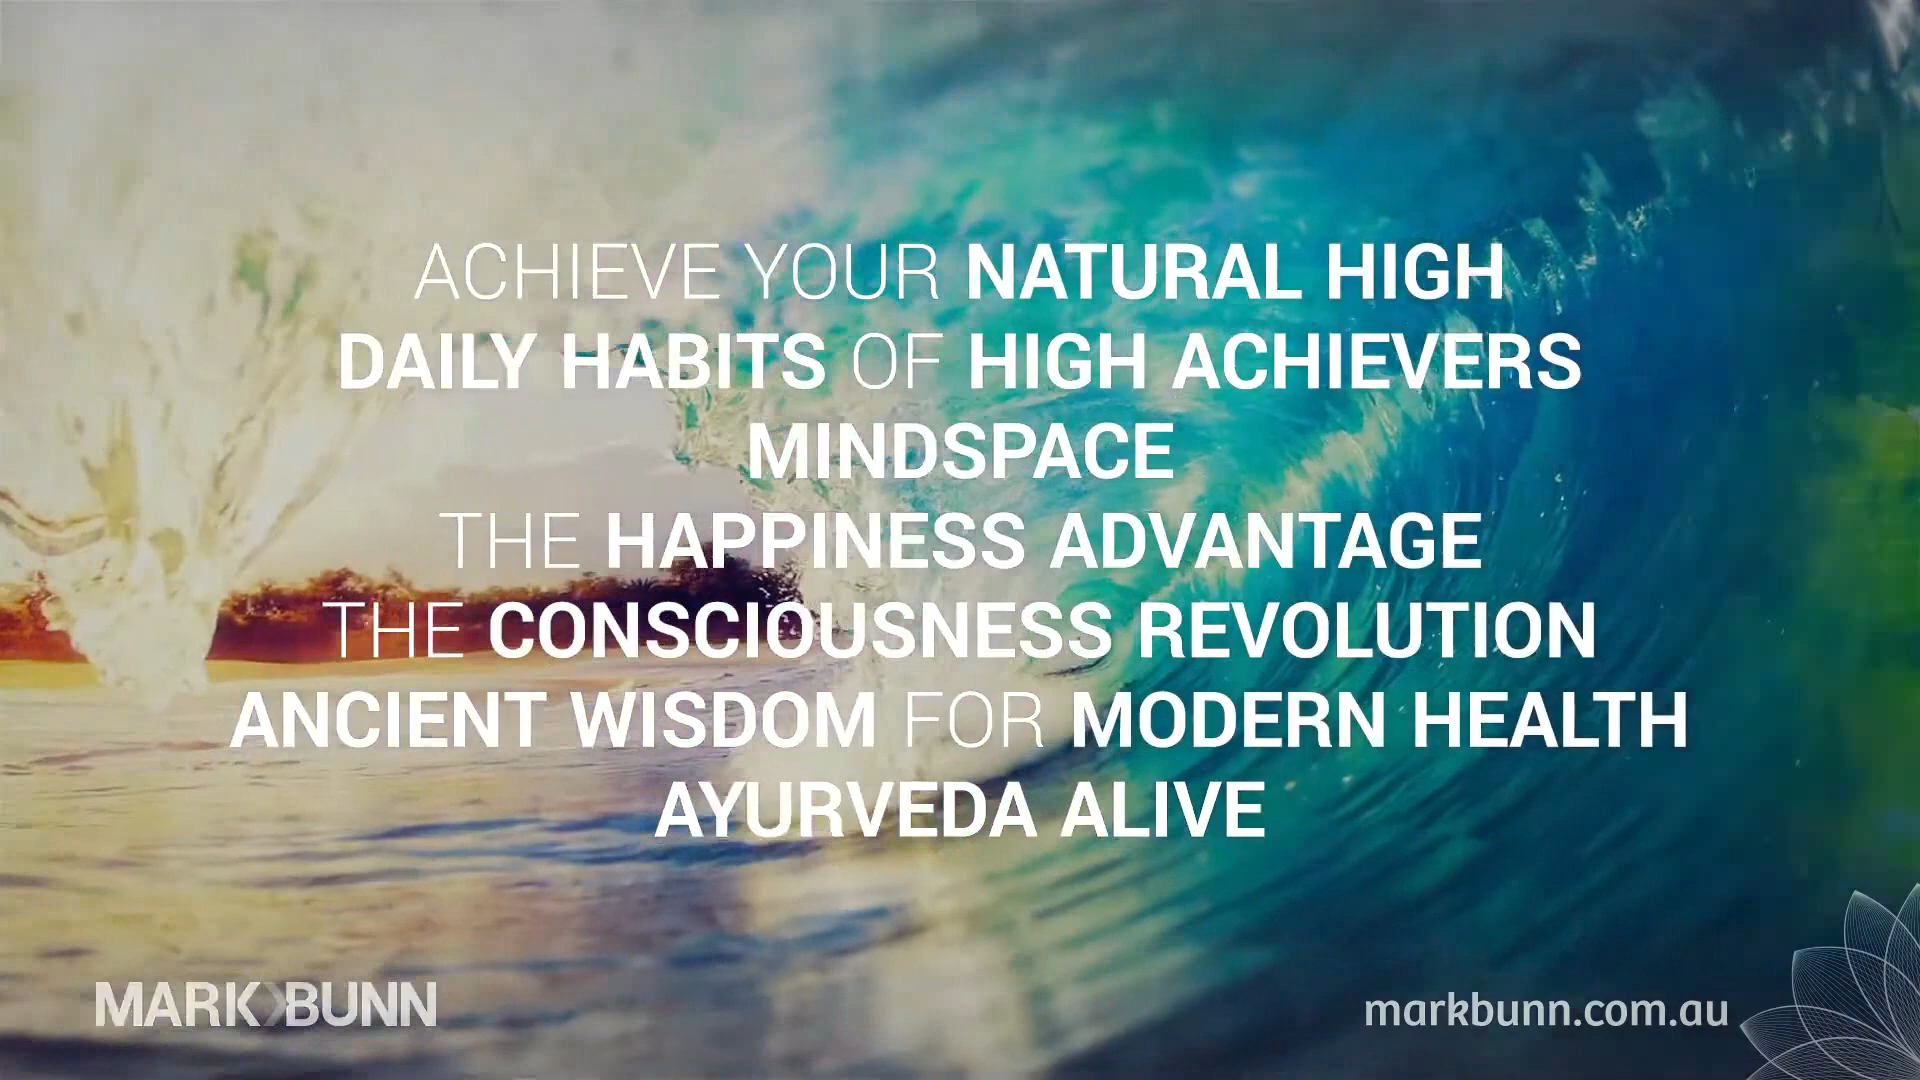 ACHIEVE YOUR NATURAL HIGH
DAILY HABITS OF HIGH ACHIEVERS
MINDSPACE
THE HAPPINESS ADVANTAGE
THE CONSCIOUSNESS REVOLUTION
ANCIENT WISDOM FOR MODERN HEALTH
AYURVEDA ALIVE
MARK BUNN
markbunn.com.au